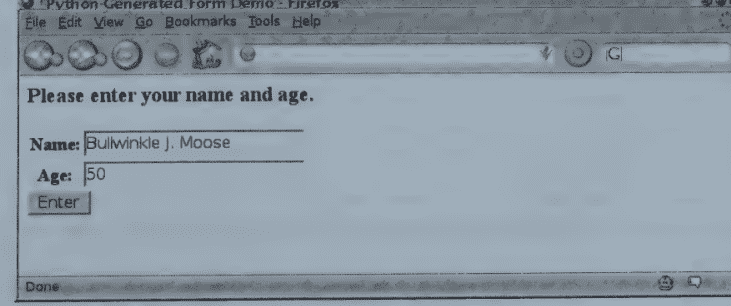 Python Generated Form Demo - Firefox
File Edit View Go Bookmarks Tools Help
G
Please enter your name and age.
Name: Bullwinkle J. Moose
Age: 50
Enter
Done